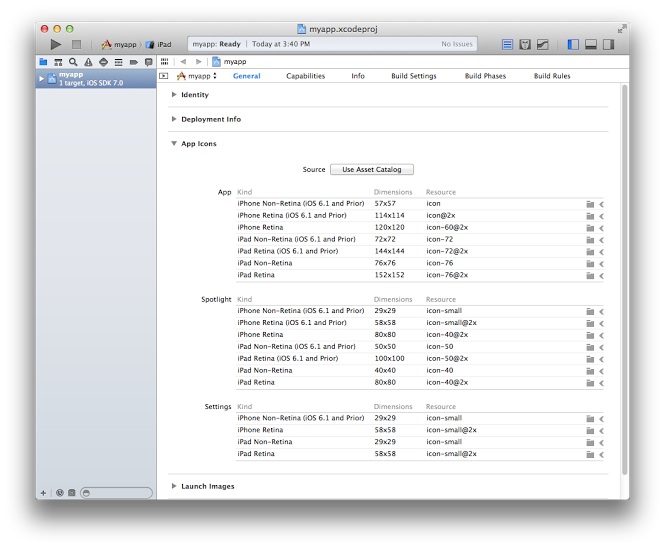 myapp.xcodeproj
myapp iPad myapp: Ready | Today at 3:40 PM No Issues
myapp
myapp
1 target, iOS SDK 7.0
myapp General Capabilities Info Build Settings Build Phases Build Rules
Identity
Deployment Info
App Icons
Source Use Asset Catalog
App Kind Dimensions Resource
iPhone Non-Retina (iOS 6.1 and Prior) 57x57 icon
iPhone Retina (iOS 6.1 and Prior) 114x114 icon@2x
iPhone Retina 120x120 icon-60@2x
iPad Non-Retina (iOS 6.1 and Prior) 72x72 icon-72
iPad Retina (iOS 6.1 and Prior) 144x144 icon-72@2x
iPad Non-Retina 76x76 icon-76
iPad Retina 152x152 icon-76@2x
Spotlight Kind Dimensions Resource
iPhone Non-Retina (iOS 6.1 and Prior) 29x29 icon-small
iPhone Retina (iOS 6.1 and Prior) 58x58 icon-small@2x
iPhone Retina 80x80 icon-40@2x
iPad Non-Retina (iOS 6.1 and Prior) 50x50 icon-50
iPad Retina (iOS 6.1 and Prior) 100x100 icon-50@2x
iPad Non-Retina 40x40 icon-40
iPad Retina 80x80 icon-40@2x
Settings Kind Dimensions Resource
iPhone Non-Retina (iOS 6.1 and Prior) 29x29 icon-small
iPhone Retina 58x58 icon-small@2x
iPad Non-Retina 29x29 icon-small
iPad Retina 58x58 icon-small@2x
Launch Images